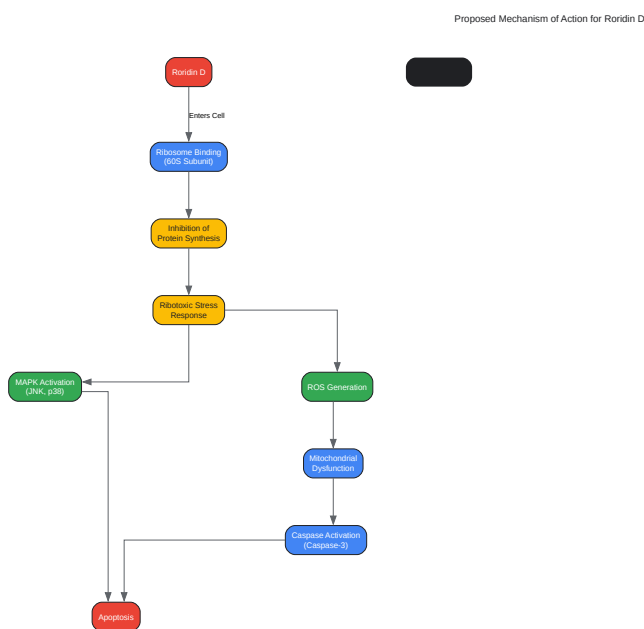 Proposed Mechanism of Action for Roridin D
Roridin D
Enters Cell
Ribosome Binding
(60S Subunit)
Inhibition of
Protein Synthesis
Ribotoxic Stress
Response
MAPK Activation
(JNK, p38)
ROS Generation
Mitochondrial
Dysfunction
Caspase Activation
(Caspase-3)
Apoptosis